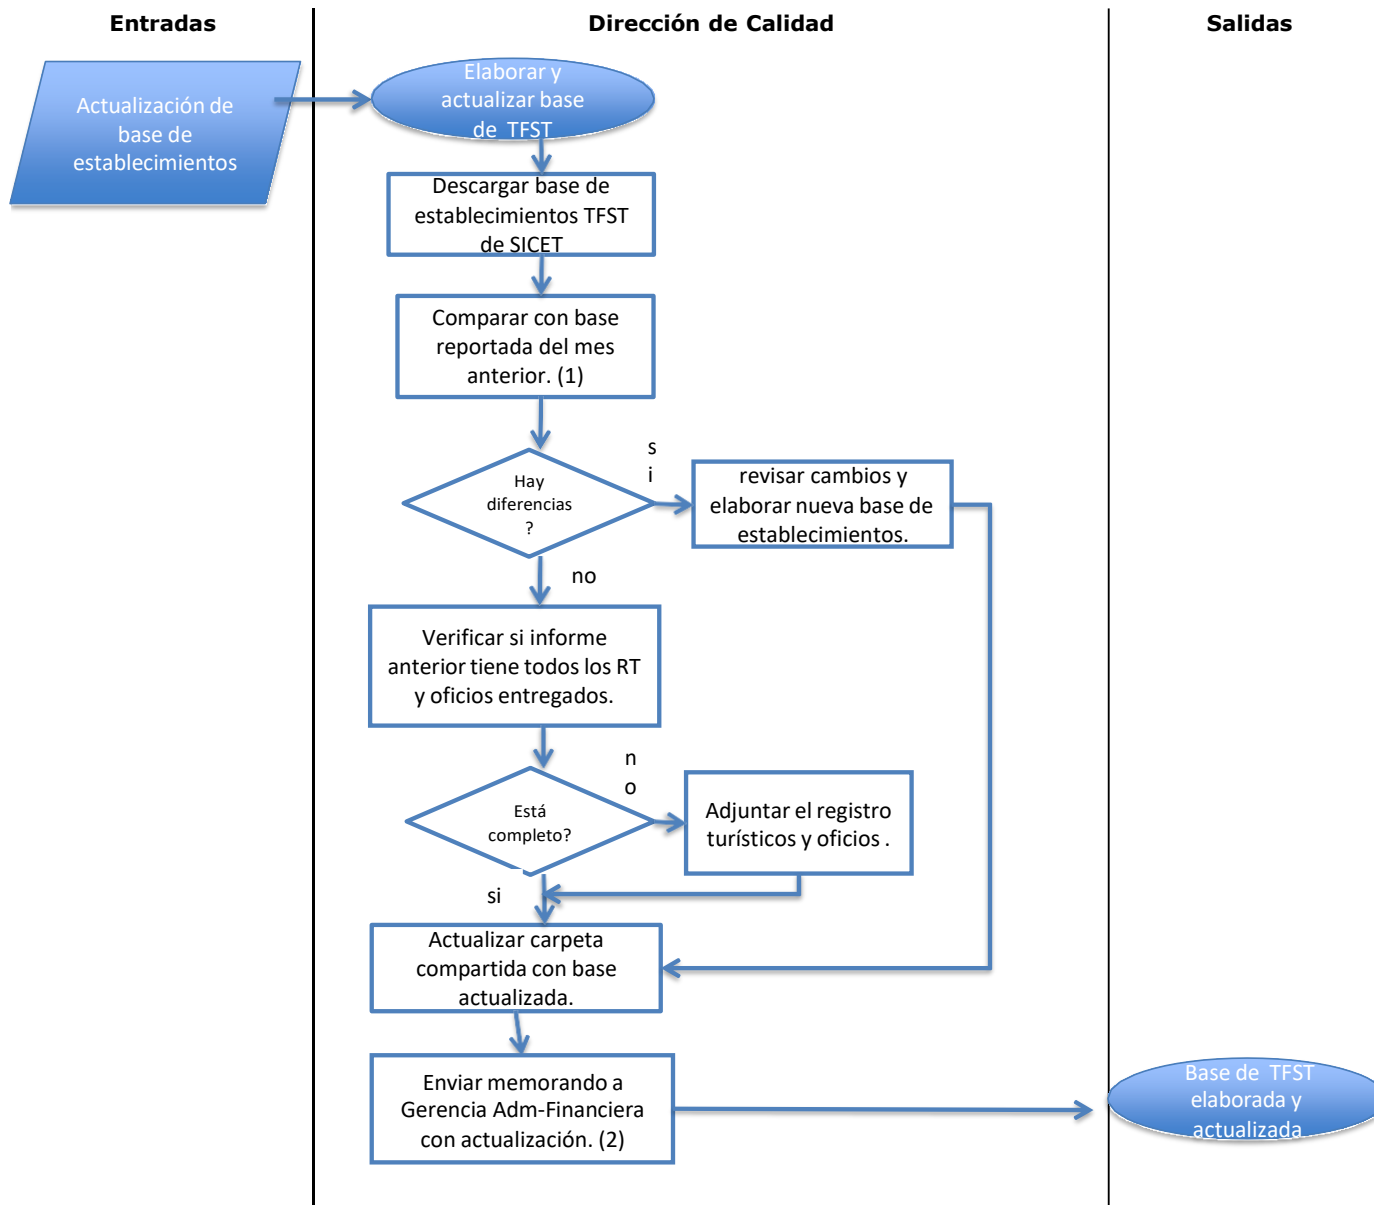 Entradas
Dirección de Calidad
Salidas
Actualización de
base de
establecimientos
Elaborar y
actualizar base
de TFST
Descargar base de
establecimientos TFST
de SICET
Comparar con base
reportada del mes
anterior. (1)
Hay
diferencias
?
s
i
revisar cambios y
elaborar nueva base de
establecimientos.
no
Verificar si informe
anterior tiene todos los RT
y oficios entregados.
Está
completo?
n
o
Adjuntar el registro
turísticos y oficios .
si
Actualizar carpeta
compartida con base
actualizada.
Enviar memorando a
Gerencia Adm-Financiera
con actualización. (2)
Base de TFST
elaborada y
actualizada